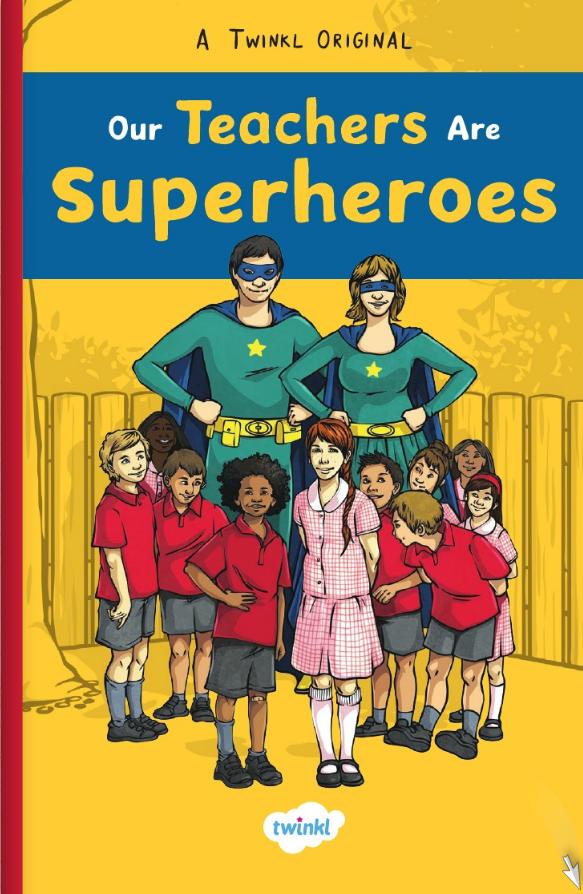 A TWINKL ORIGINAL
Our Teachers Are
Superheroes
twinkl